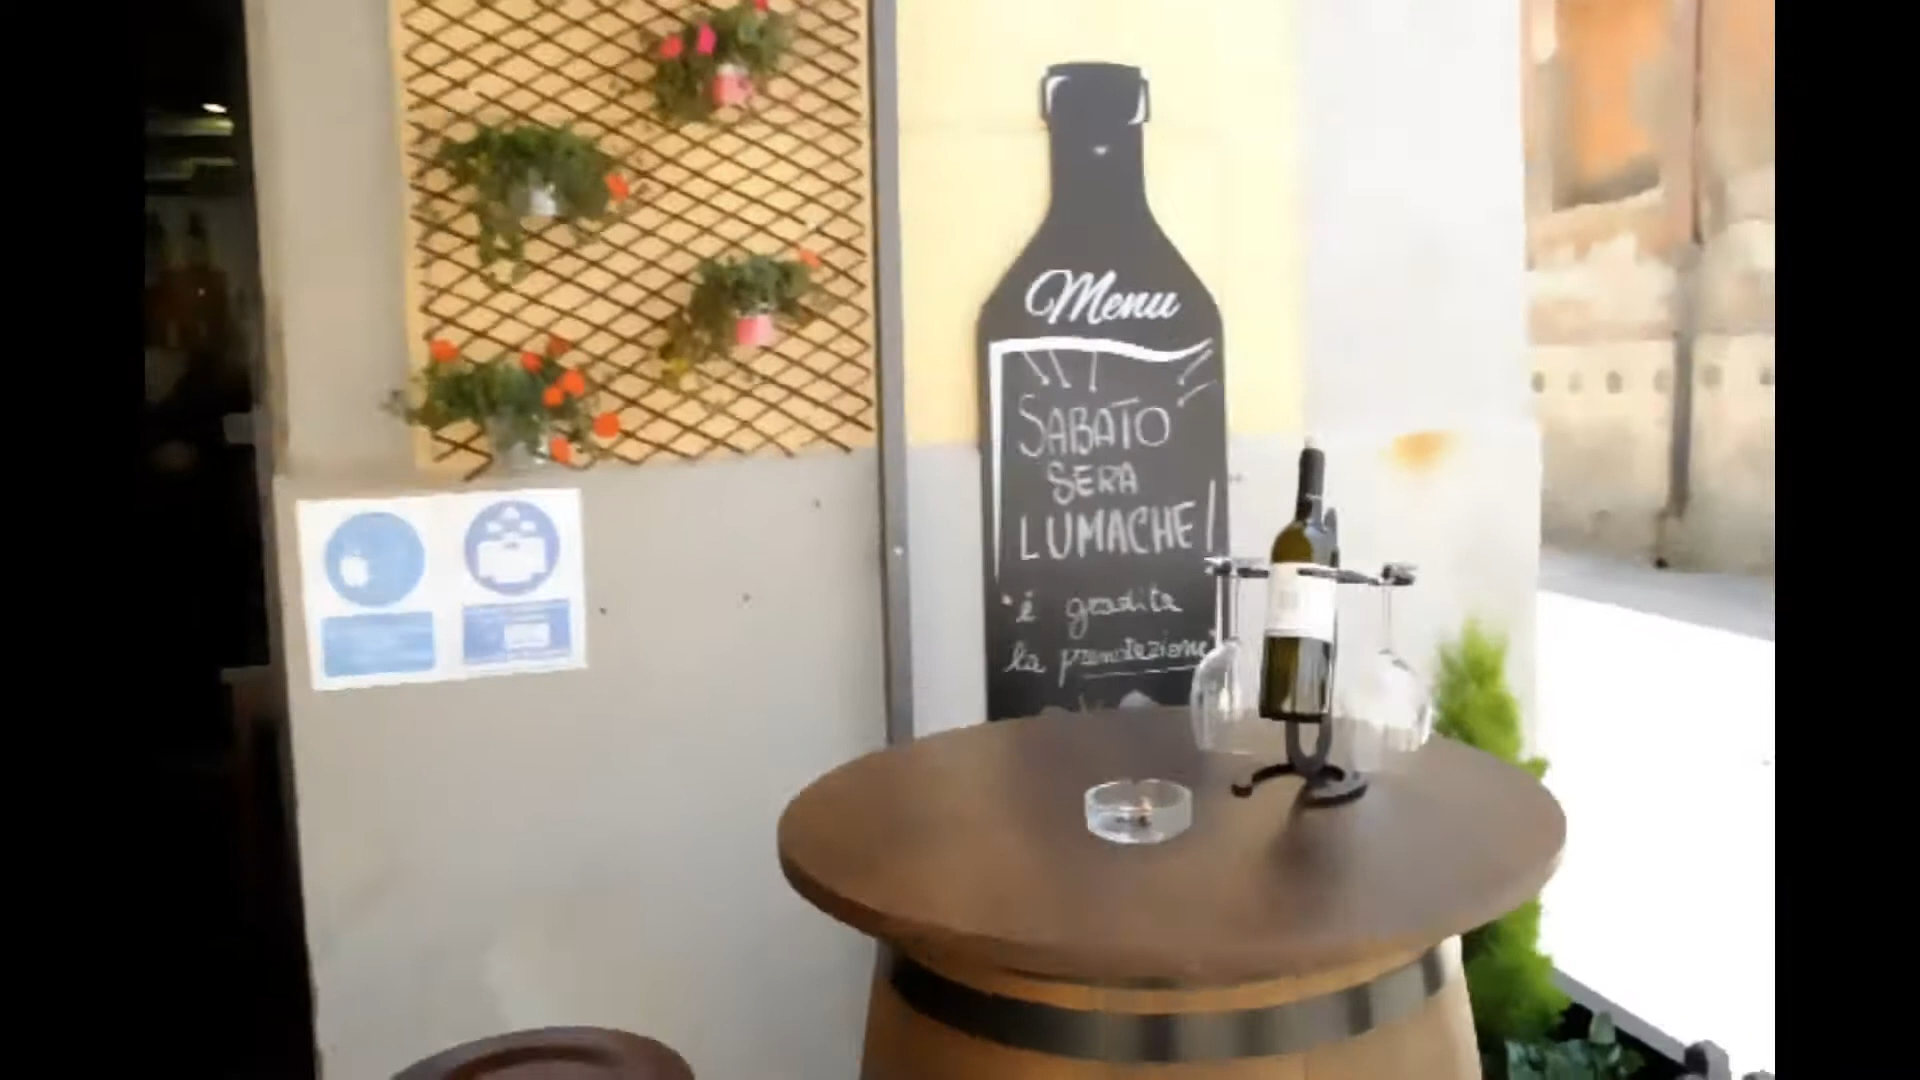 Menu
SABATO
SERA
LUMACHE!
"è gradita
la prenotazione"